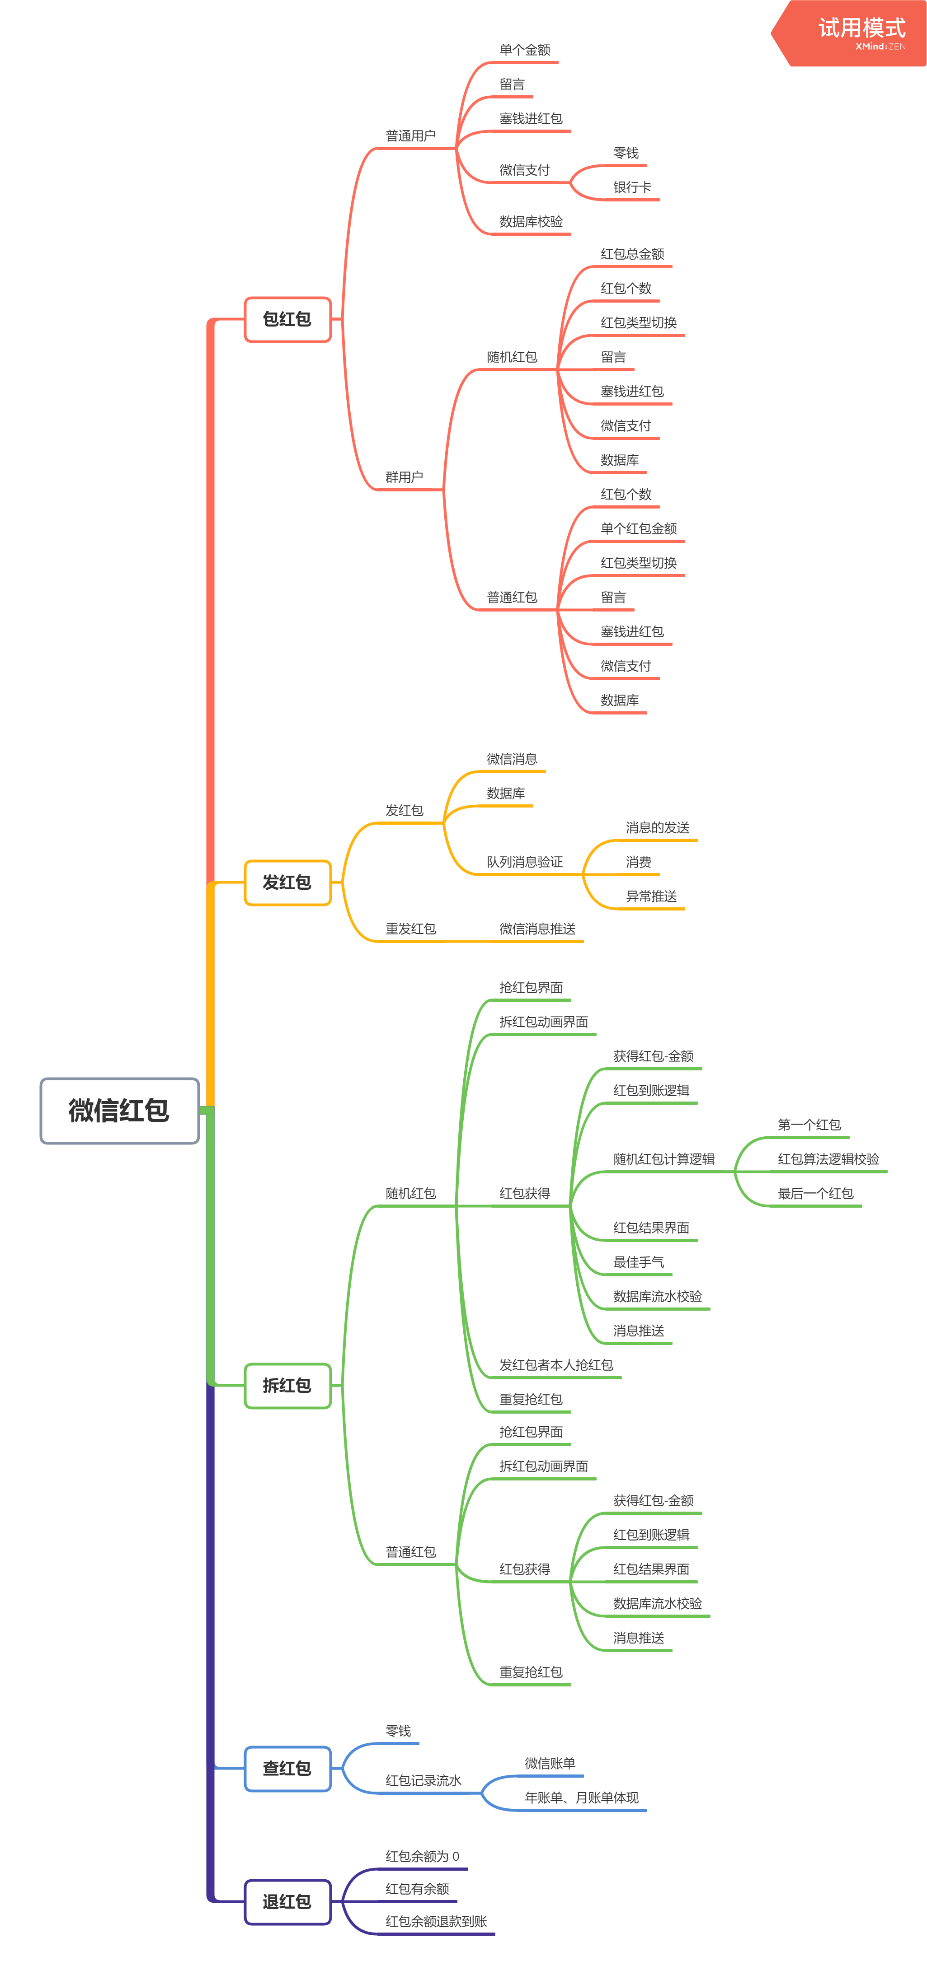 试用模式
XMind:ZEN
微信红包
包红包
普通用户
单个金额
留言
塞钱进红包
微信支付
零钱
银行卡
数据库校验
群用户
随机红包
红包总金额
红包个数
红包类型切换
留言
塞钱进红包
微信支付
数据库
普通红包
红包个数
单个红包金额
红包类型切换
留言
塞钱进红包
微信支付
数据库
发红包
发红包
微信消息
数据库
队列消息验证
消息的发送
消费
异常推送
重发红包
微信消息推送
拆红包
随机红包
抢红包界面
拆红包动画界面
红包获得
获得红包-金额
红包到账逻辑
随机红包计算逻辑
第一个红包
红包算法逻辑校验
最后一个红包
红包结果界面
最佳手气
数据库流水校验
消息推送
发红包者本人抢红包
重复抢红包
普通红包
抢红包界面
拆红包动画界面
红包获得
获得红包-金额
红包到账逻辑
红包结果界面
数据库流水校验
消息推送
重复抢红包
查红包
零钱
红包记录流水
微信账单
年账单、月账单体现
退红包
红包余额为 0
红包有余额
红包余额退款到账